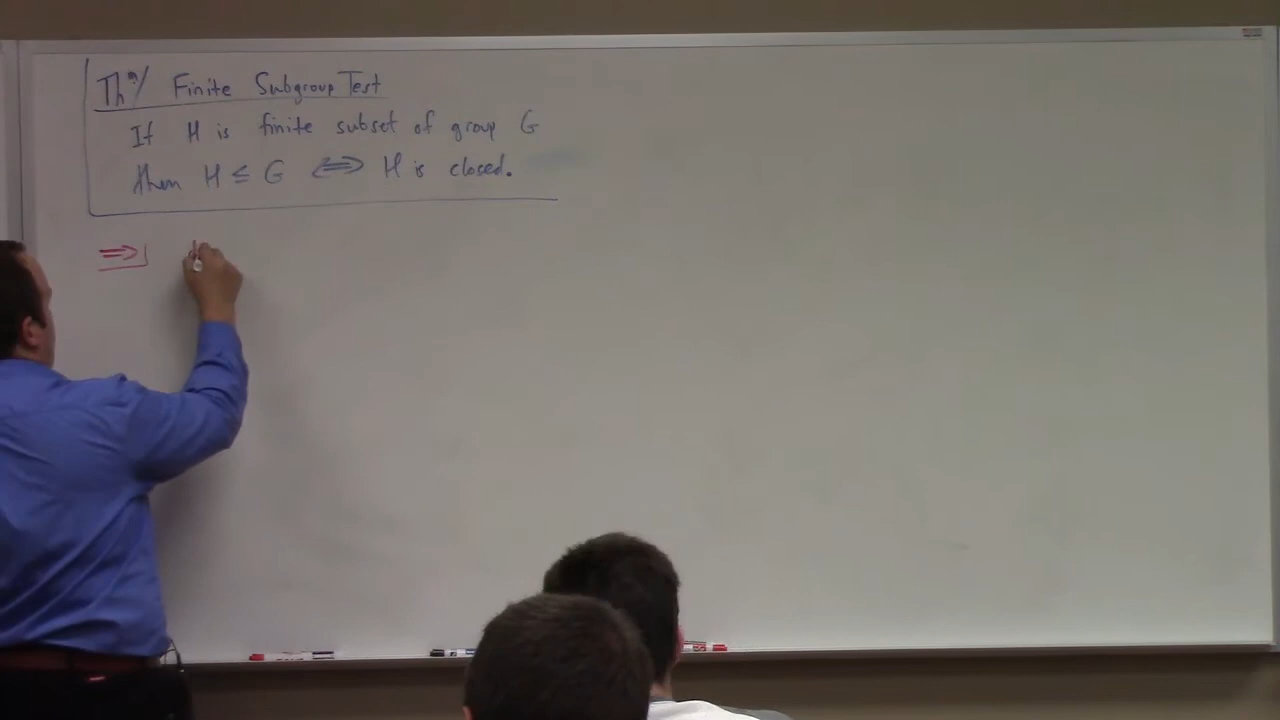 Thm/ Finite Subgroup Test
If H is finite subset of group G
then H ≤ G ⟺ H is closed.
⟹